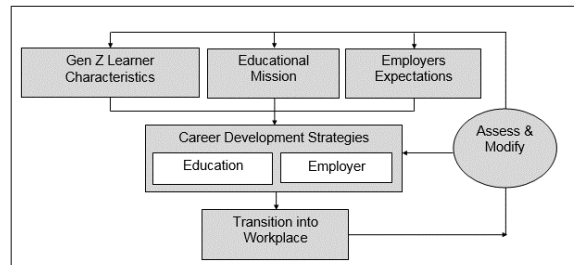 Gen Z Learner
Characteristics
Educational
Mission
Employers
Expectations
Career Development Strategies
Education
Employer
Assess &
Modify
Transition into
Workplace